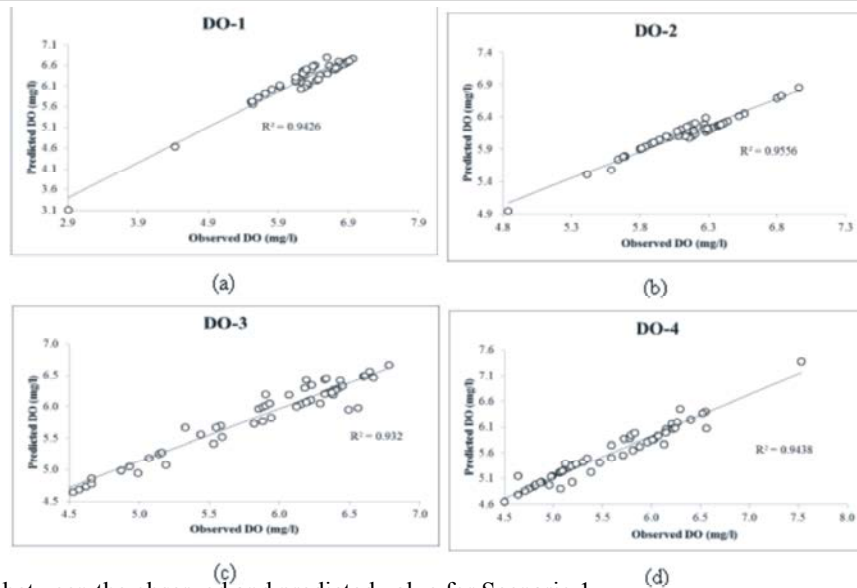 DO-1
7.1
6.6
6.1
5.6
5.1
4.6
4.1
3.6
3.1
Predicted DO (mg/l)
R² = 0.9426
2.9 3.9 4.9 5.9 6.9 7.9
Observed DO (mg/l)
(a)
DO-2
7.4
6.9
6.4
5.9
5.4
4.9
Predicted DO (mg/l)
R² = 0.9556
4.8 5.3 5.8 6.3 6.8 7.3
Observed DO (mg/l)
(b)
DO-3
7.0
6.5
6.0
5.5
5.0
4.5
Predicted DO (mg/l)
R² = 0.932
4.5 5.0 5.5 6.0 6.5 7.0
Observed DO (mg/l)
(c)
DO-4
7.6
7.1
6.6
6.1
5.6
5.1
4.6
Predicted DO (mg/l)
R² = 0.9438
4.5 5.0 5.5 6.0 6.5 7.0 7.5 8.0
Observed DO (mg/l)
(d)